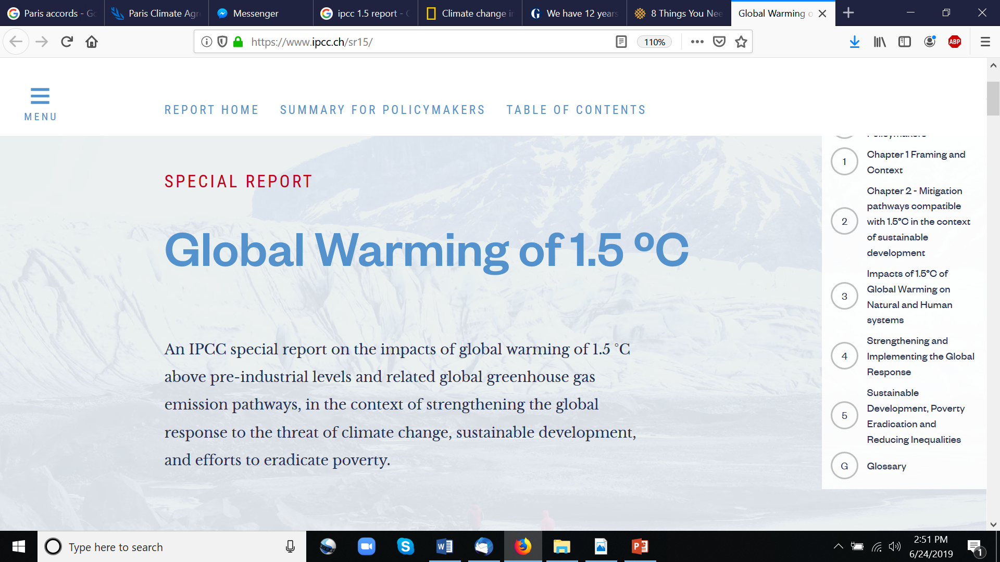 Paris accords - Go
Paris Climate Agr
Messenger
ipcc 1.5 report - G
Climate change in
We have 12 years
8 Things You Nee
Global Warming o
https://www.ipcc.ch/sr15/
110%
ABP
MENU
REPORT HOME
SUMMARY FOR POLICYMAKERS
TABLE OF CONTENTS
SPECIAL REPORT
Global Warming of 1.5 ºC
An IPCC special report on the impacts of global warming of 1.5 °C
above pre-industrial levels and related global greenhouse gas
emission pathways, in the context of strengthening the global
response to the threat of climate change, sustainable development,
and efforts to eradicate poverty.
Policymakers
1
Chapter 1 Framing and
Context
2
Chapter 2 - Mitigation
pathways compatible
with 1.5°C in the context
of sustainable
development
3
Impacts of 1.5°C of
Global Warming on
Natural and Human
systems
4
Strengthening and
Implementing the Global
Response
5
Sustainable
Development, Poverty
Eradication and
Reducing Inequalities
G
Glossary
Type here to search
2:51 PM
6/24/2019
1